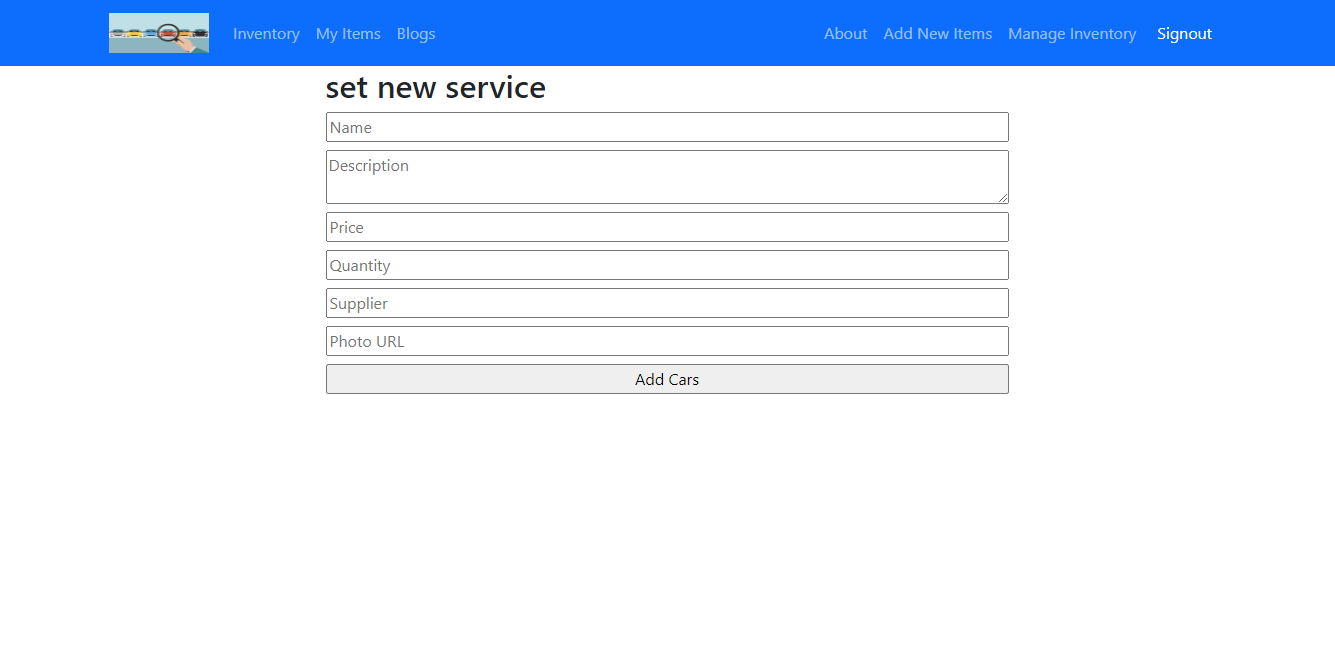 Inventory My Items Blogs About Add New Items Manage Inventory Signout
set new service
Name
Description
Price
Quantity
Supplier
Photo URL
Add Cars